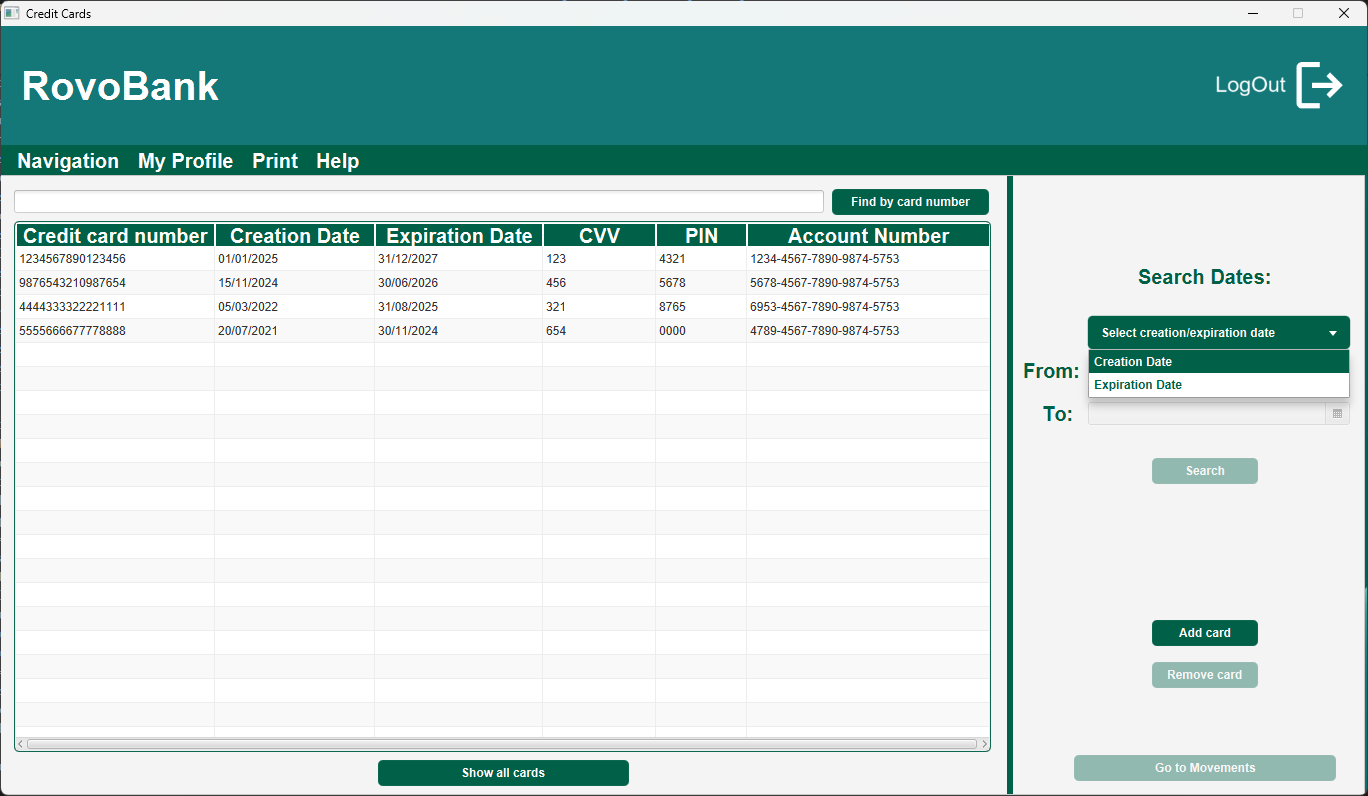 Credit Cards
RovoBank
LogOut
Navigation My Profile Print Help
Find by card number
Credit card number Creation Date Expiration Date CVV PIN Account Number
1234567890123456 01/01/2025 31/12/2027 123 4321 1234-4567-7890-9874-5753
9876543210987654 15/11/2024 30/06/2026 456 5678 5678-4567-7890-9874-5753
4444333322221111 05/03/2022 31/08/2025 321 8765 6953-4567-7890-9874-5753
5555666677778888 20/07/2021 30/11/2024 654 0000 4789-4567-7890-9874-5753
Show all cards
Search Dates:
Select creation/expiration date
Creation Date
From:
Expiration Date
To:
Search
Add card
Remove card
Go to Movements